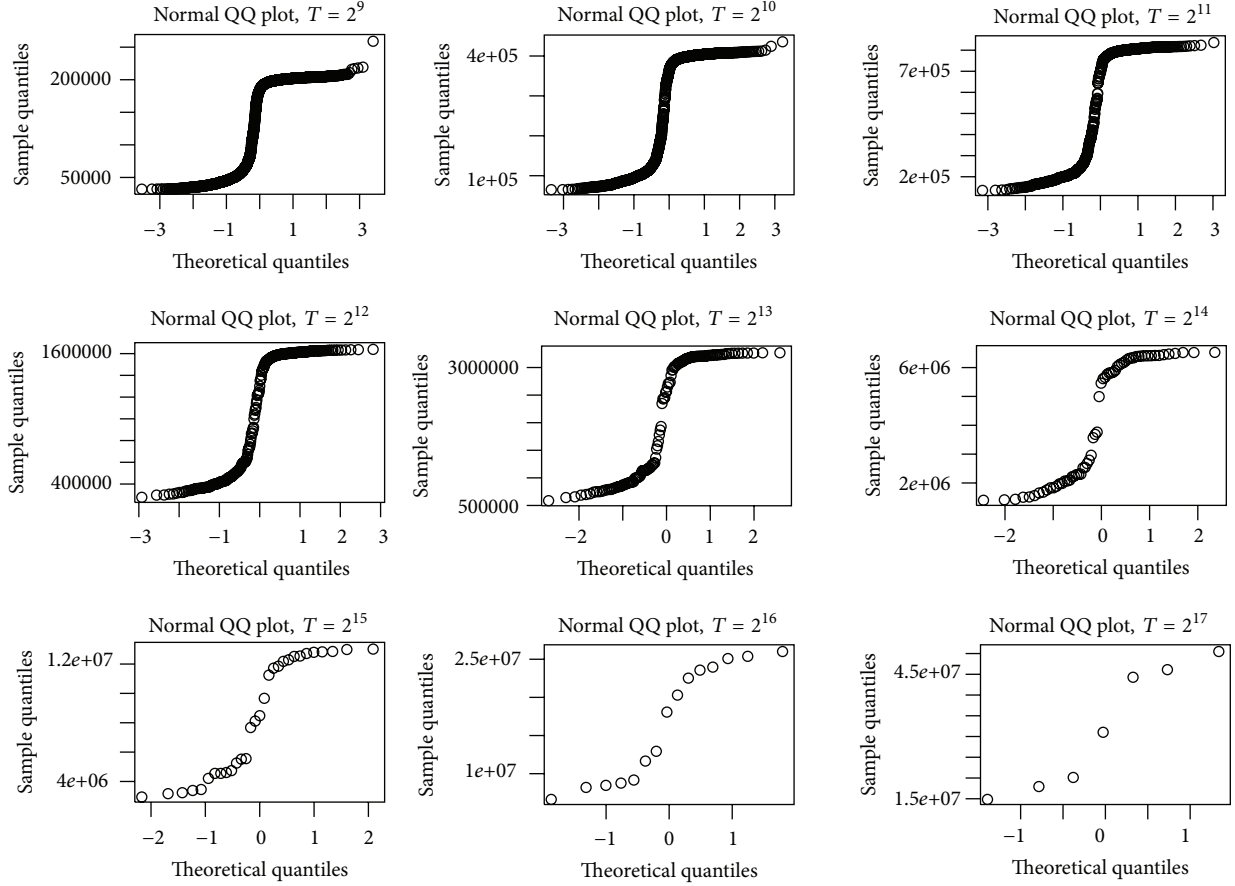 Normal QQ plot, T = 2^9
Sample quantiles
200000
50000
−3 −1 1 3
Theoretical quantiles
Normal QQ plot, T = 2^10
Sample quantiles
4e+05
1e+05
−3 −2 −1 0 1 2 3
Theoretical quantiles
Normal QQ plot, T = 2^11
Sample quantiles
7e+05
2e+05
−3 −2 −1 0 1 2 3
Theoretical quantiles
Normal QQ plot, T = 2^12
Sample quantiles
1600000
400000
−3 −2 −1 0 1 2 3
Theoretical quantiles
Normal QQ plot, T = 2^13
Sample quantiles
3000000
500000
−2 0 1 2
Theoretical quantiles
Normal QQ plot, T = 2^14
Sample quantiles
6e+06
2e+06
−2 0 1 2
Theoretical quantiles
Normal QQ plot, T = 2^15
Sample quantiles
1.2e+07
4e+06
−2 −1 0 1 2
Theoretical quantiles
Normal QQ plot, T = 2^16
Sample quantiles
2.5e+07
1e+07
−1 0 1
Theoretical quantiles
Normal QQ plot, T = 2^17
Sample quantiles
4.5e+07
1.5e+07
−1 0 1
Theoretical quantiles